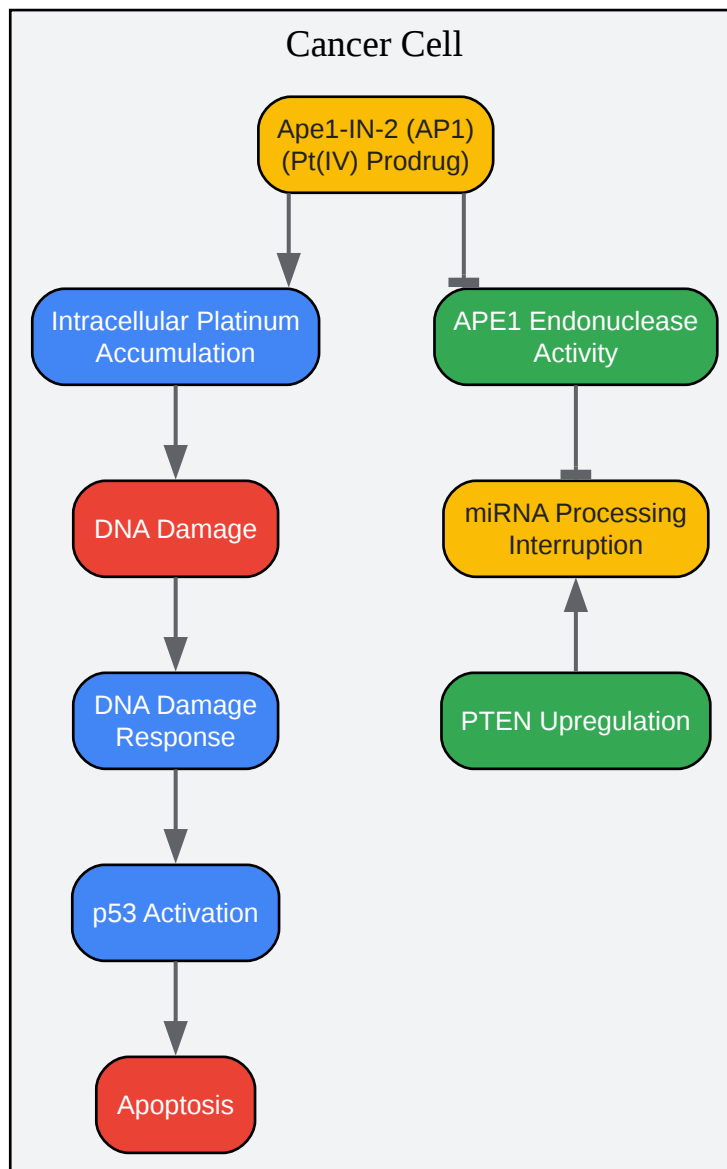 Cancer Cell
Ape1-IN-2 (AP1)
(Pt(IV) Prodrug)
Intracellular Platinum
Accumulation
APE1 Endonuclease
Activity
DNA Damage
miRNA Processing
Interruption
DNA Damage
Response
PTEN Upregulation
p53 Activation
Apoptosis